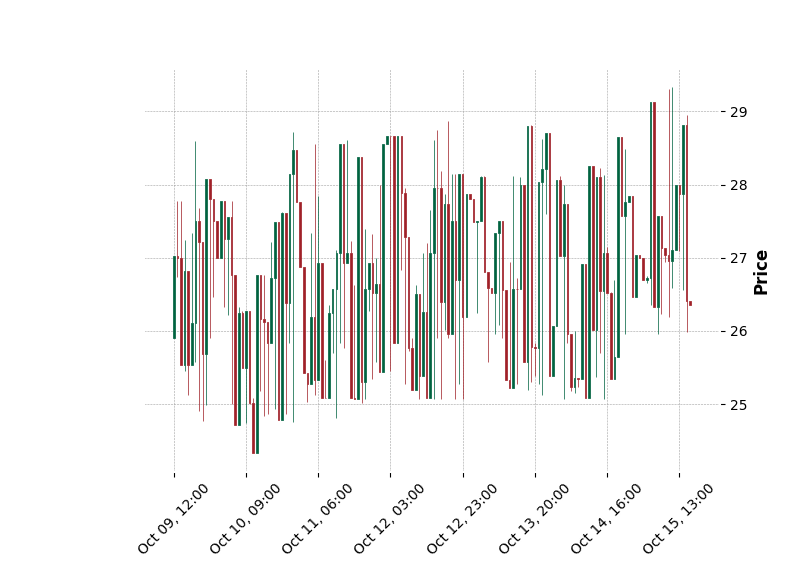 29
28
27
26
25
Price
Oct 09, 12:00
Oct 10, 09:00
Oct 11, 06:00
Oct 12, 03:00
Oct 12, 23:00
Oct 13, 20:00
Oct 14, 16:00
Oct 15, 13:00